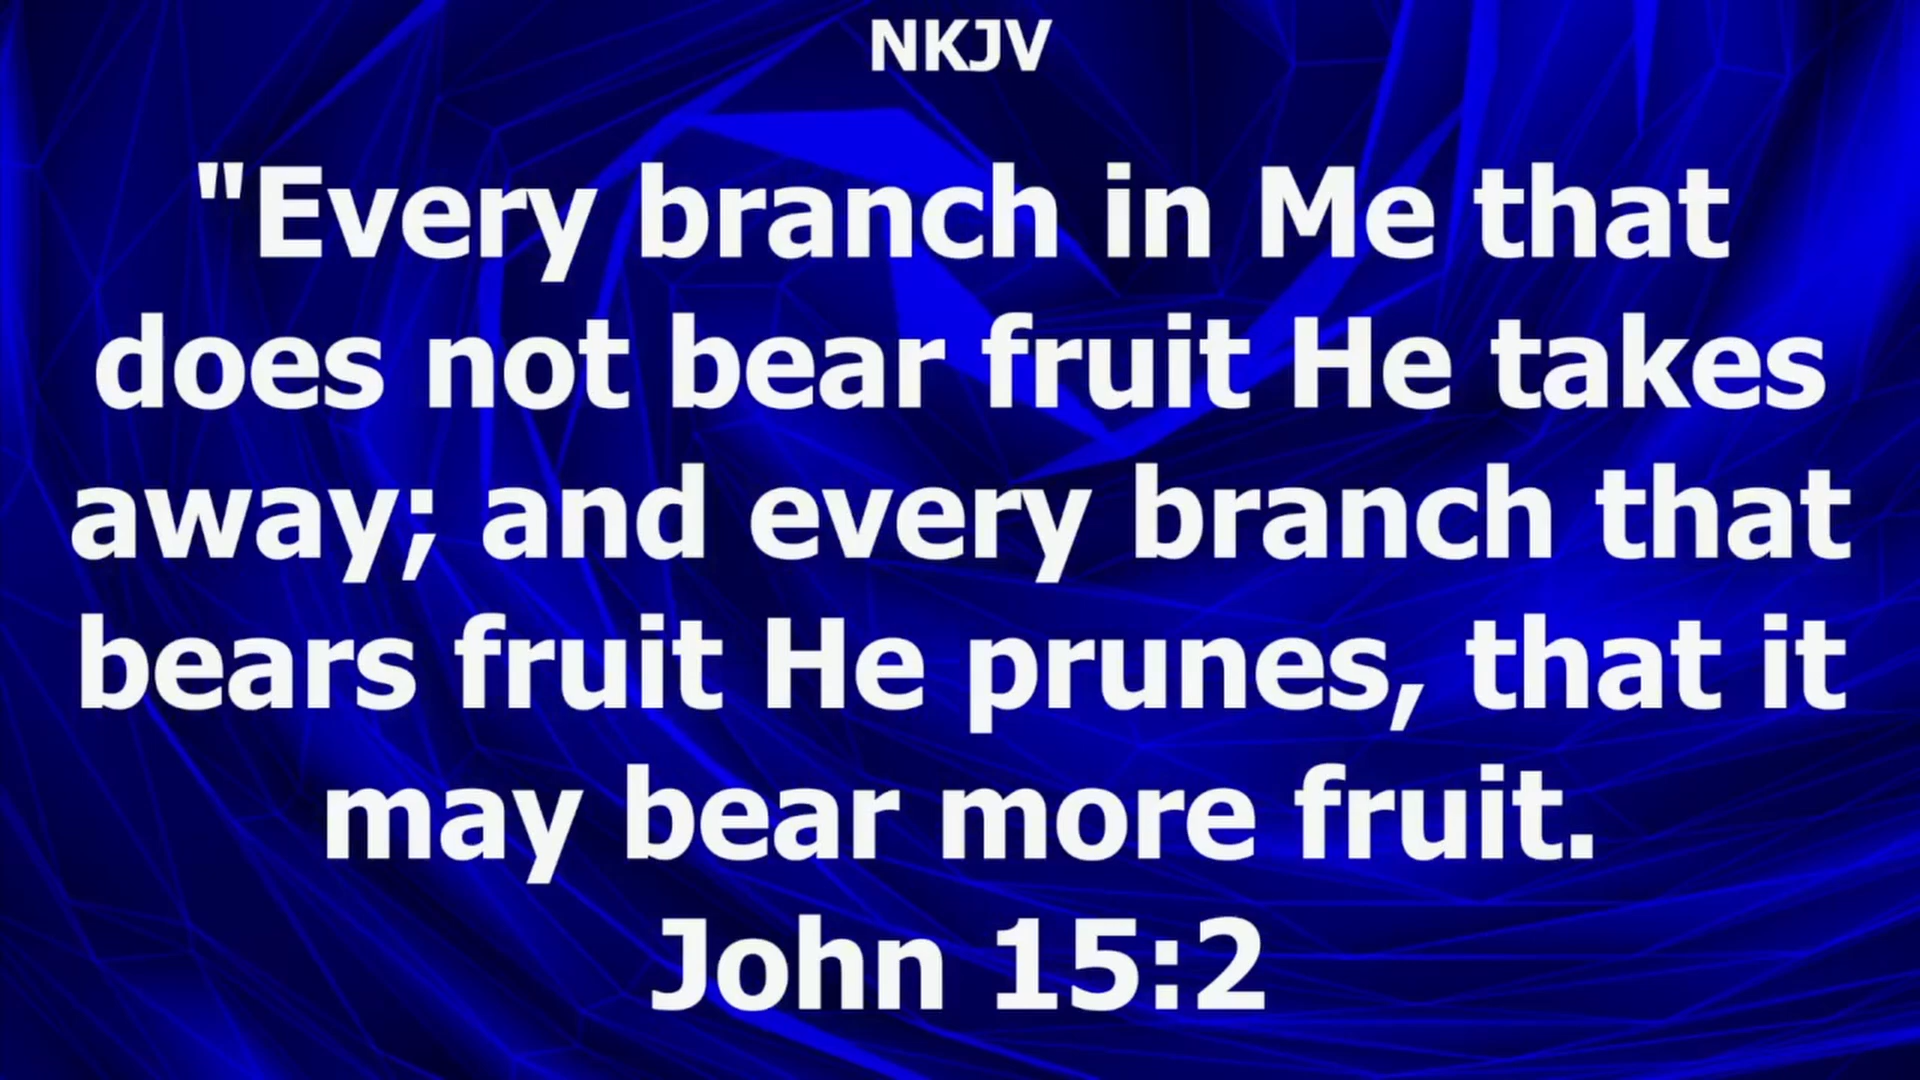 NKJV
"Every branch in Me that
does not bear fruit He takes
away; and every branch that
bears fruit He prunes, that it
may bear more fruit.
John 15:2